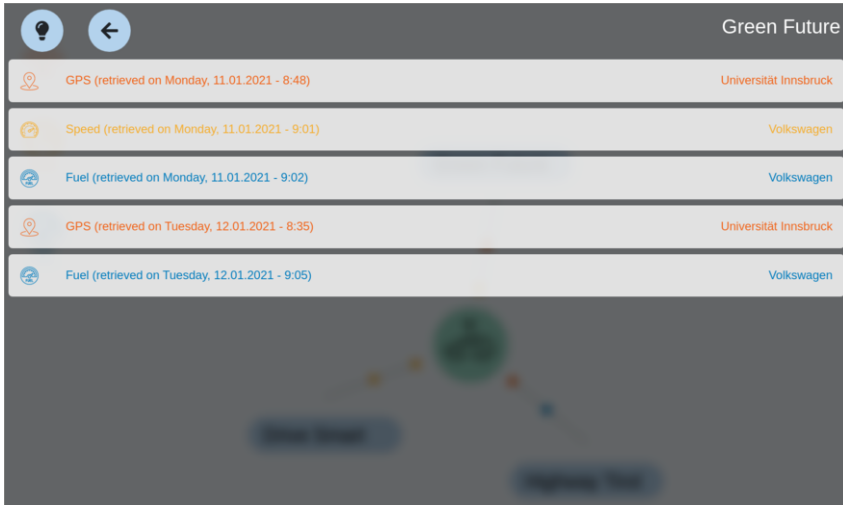 Green Future
GPS (retrieved on Monday, 11.01.2021 - 8:48) Universität Innsbruck
Speed (retrieved on Monday, 11.01.2021 - 9:01) Volkswagen
Fuel (retrieved on Monday, 11.01.2021 - 9:02) Volkswagen
GPS (retrieved on Tuesday, 12.01.2021 - 8:35) Universität Innsbruck
Fuel (retrieved on Tuesday, 12.01.2021 - 9:05) Volkswagen
Drive Smart